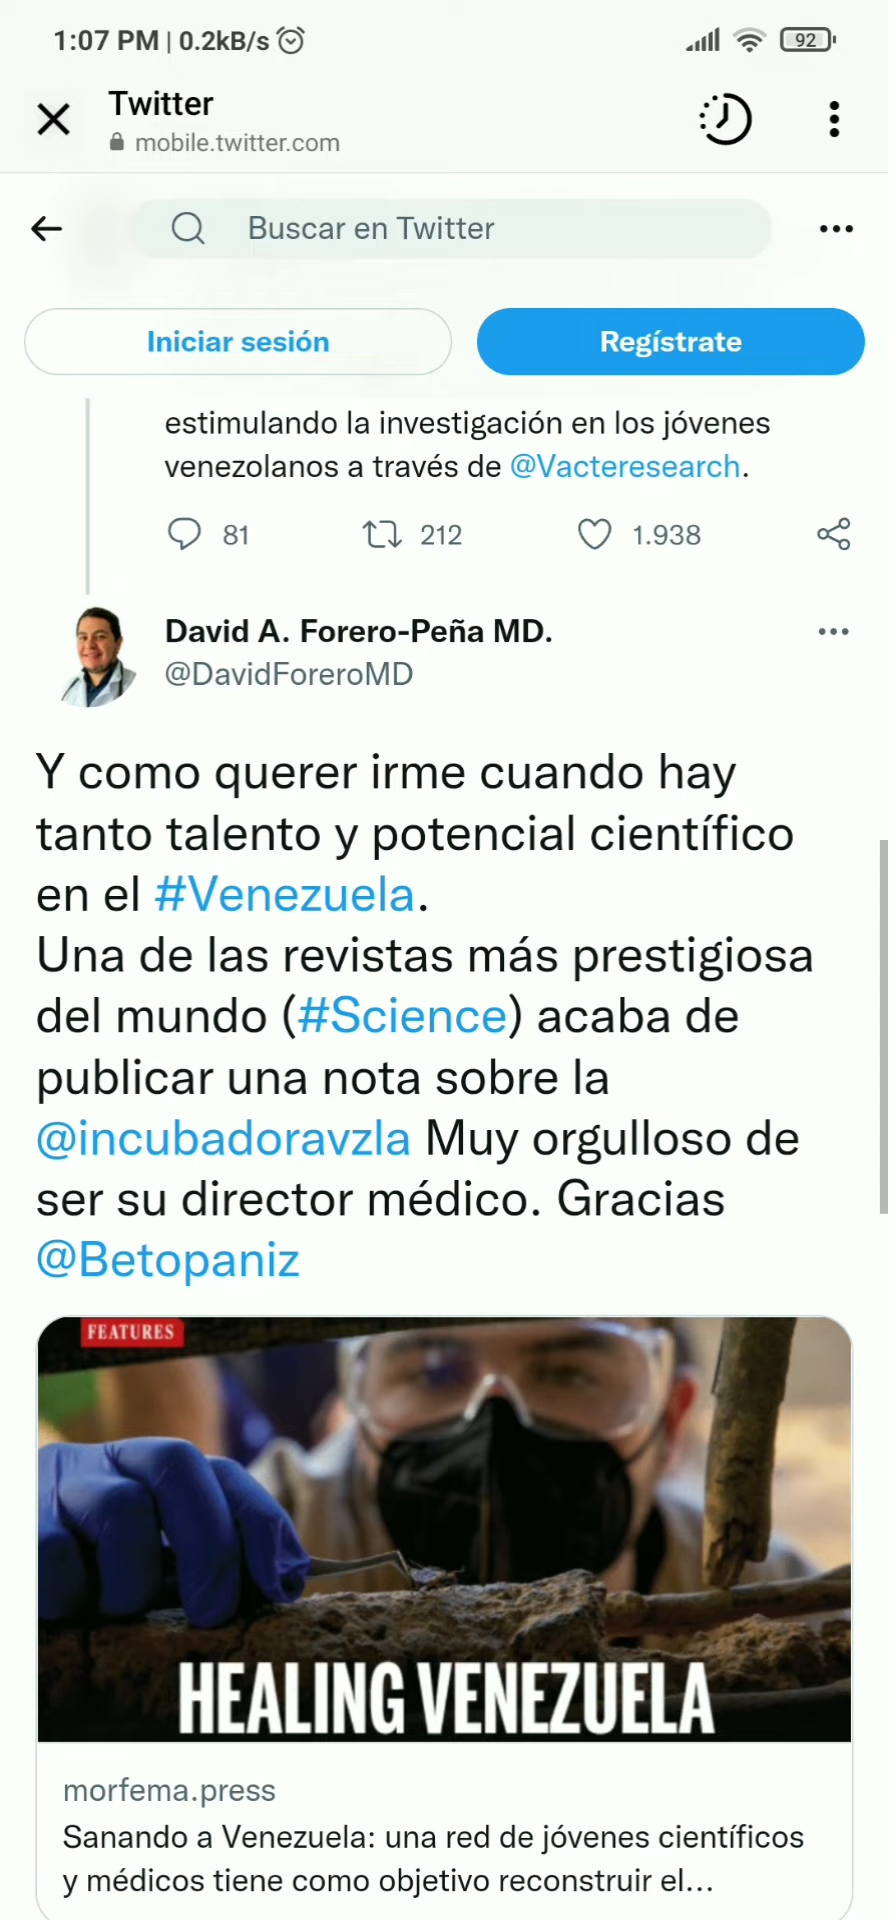 1:07 PM | 0.2kB/s
92
Twitter
mobile.twitter.com
Buscar en Twitter
Iniciar sesión
Regístrate
estimulando la investigación en los jóvenes
venezolanos a través de @Vacteresearch.
81
212
1.938
David A. Forero-Peña MD.
@DavidForeroMD
Y como querer irme cuando hay
tanto talento y potencial científico
en el #Venezuela.
Una de las revistas más prestigiosa
del mundo (#Science) acaba de
publicar una nota sobre la
@incubadoravzla Muy orgulloso de
ser su director médico. Gracias
@Betopaniz
FEATURES
HEALING VENEZUELA
morfema.press
Sanando a Venezuela: una red de jóvenes científicos
y médicos tiene como objetivo reconstruir el...